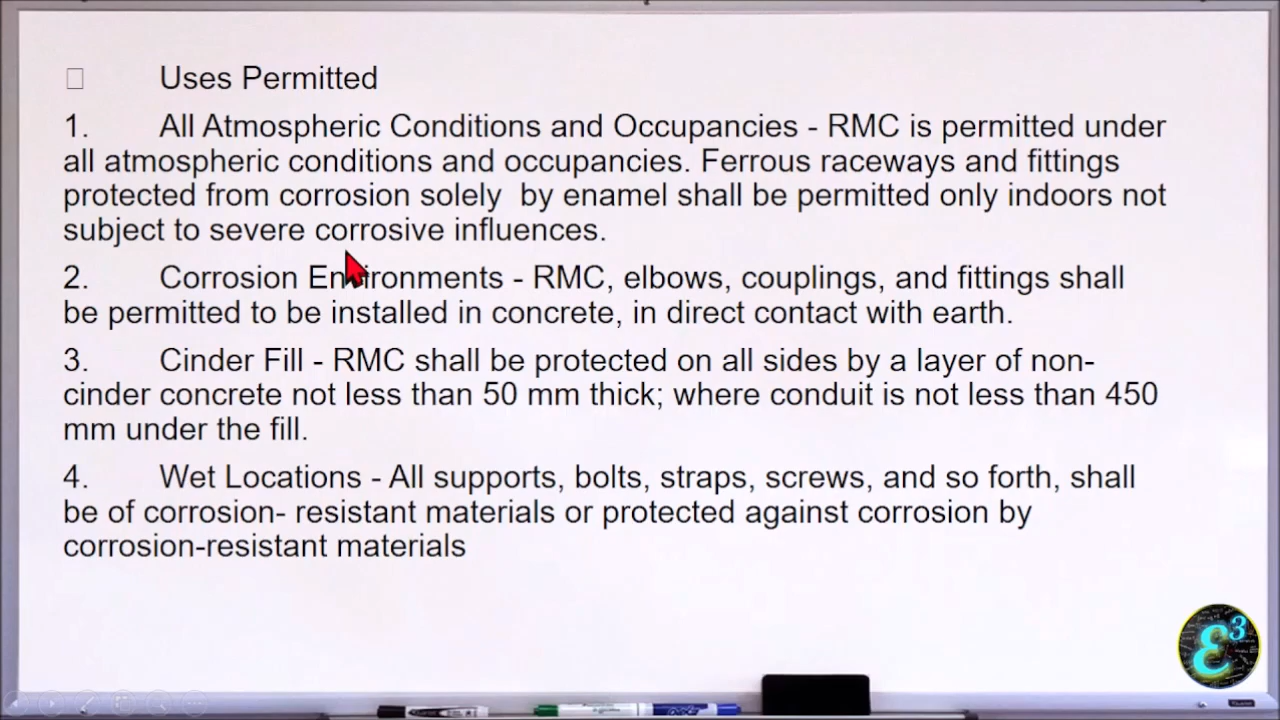 Uses Permitted
1. All Atmospheric Conditions and Occupancies - RMC is permitted under
all atmospheric conditions and occupancies. Ferrous raceways and fittings
protected from corrosion solely by enamel shall be permitted only indoors not
subject to severe corrosive influences.
2. Corrosion Environments - RMC, elbows, couplings, and fittings shall
be permitted to be installed in concrete, in direct contact with earth.
3. Cinder Fill - RMC shall be protected on all sides by a layer of non-
cinder concrete not less than 50 mm thick; where conduit is not less than 450
mm under the fill.
4. Wet Locations - All supports, bolts, straps, screws, and so forth, shall
be of corrosion- resistant materials or protected against corrosion by
corrosion-resistant materials
ε3